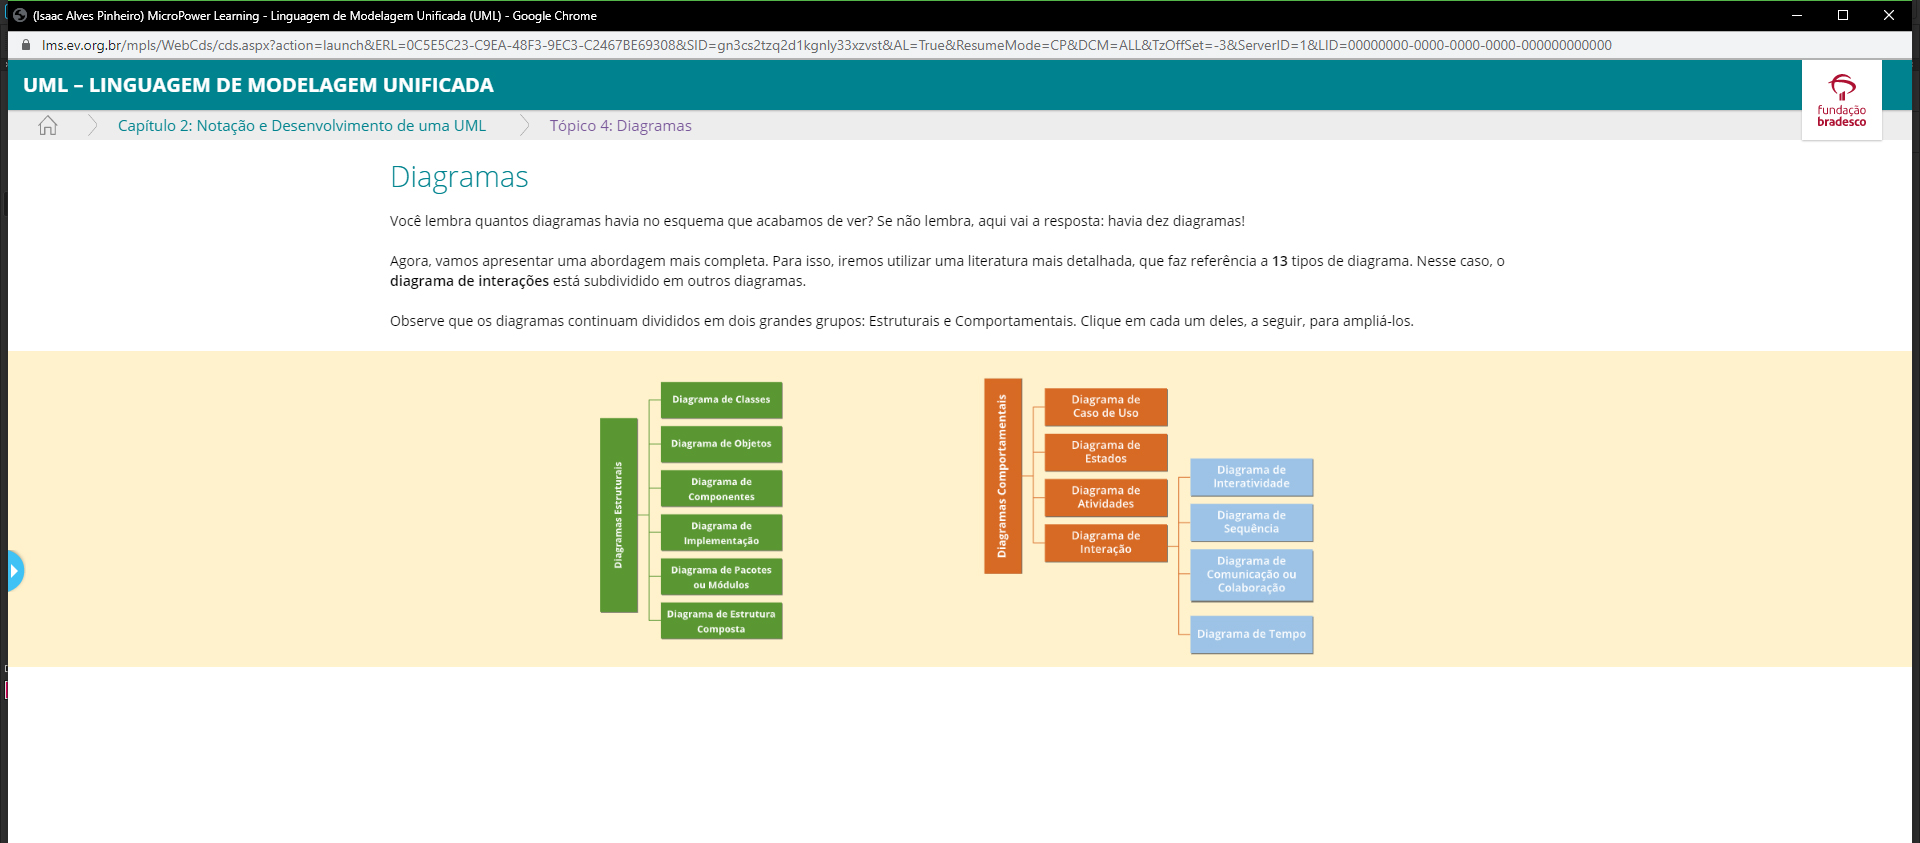 (Isaac Alves Pinheiro) MicroPower Learning - Linguagem de Modelagem Unificada (UML) - Google Chrome
lms.ev.org.br/mpls/WebCds/cds.aspx?action=launch&ERL=0C5E5C23-C9EA-48F3-9EC3-C2467BE69308&SID=gn3cs2tzq2d1kgnly33xzvst&AL=True&ResumeMode=CP&DCM=ALL&TzOffSet=-3&ServerID=1&LID=00000000-0000-0000-0000-000000000000
UML – LINGUAGEM DE MODELAGEM UNIFICADA
fundação
bradesco
Capítulo 2: Notação e Desenvolvimento de uma UML
Tópico 4: Diagramas
Diagramas
Você lembra quantos diagramas havia no esquema que acabamos de ver? Se não lembra, aqui vai a resposta: havia dez diagramas!
Agora, vamos apresentar uma abordagem mais completa. Para isso, iremos utilizar uma literatura mais detalhada, que faz referência a 13 tipos de diagrama. Nesse caso, o
diagrama de interações está subdividido em outros diagramas.
Observe que os diagramas continuam divididos em dois grandes grupos: Estruturais e Comportamentais. Clique em cada um deles, a seguir, para ampliá-los.
Diagramas Estruturais
Diagrama de Classes
Diagrama de Objetos
Diagrama de
Componentes
Diagrama de
Implementação
Diagrama de Pacotes
ou Módulos
Diagrama de Estrutura
Composta
Diagramas Comportamentais
Diagrama de
Caso de Uso
Diagrama de
Estados
Diagrama de
Atividades
Diagrama de
Interação
Diagrama de
Interatividade
Diagrama de
Sequência
Diagrama de
Comunicação ou
Colaboração
Diagrama de Tempo